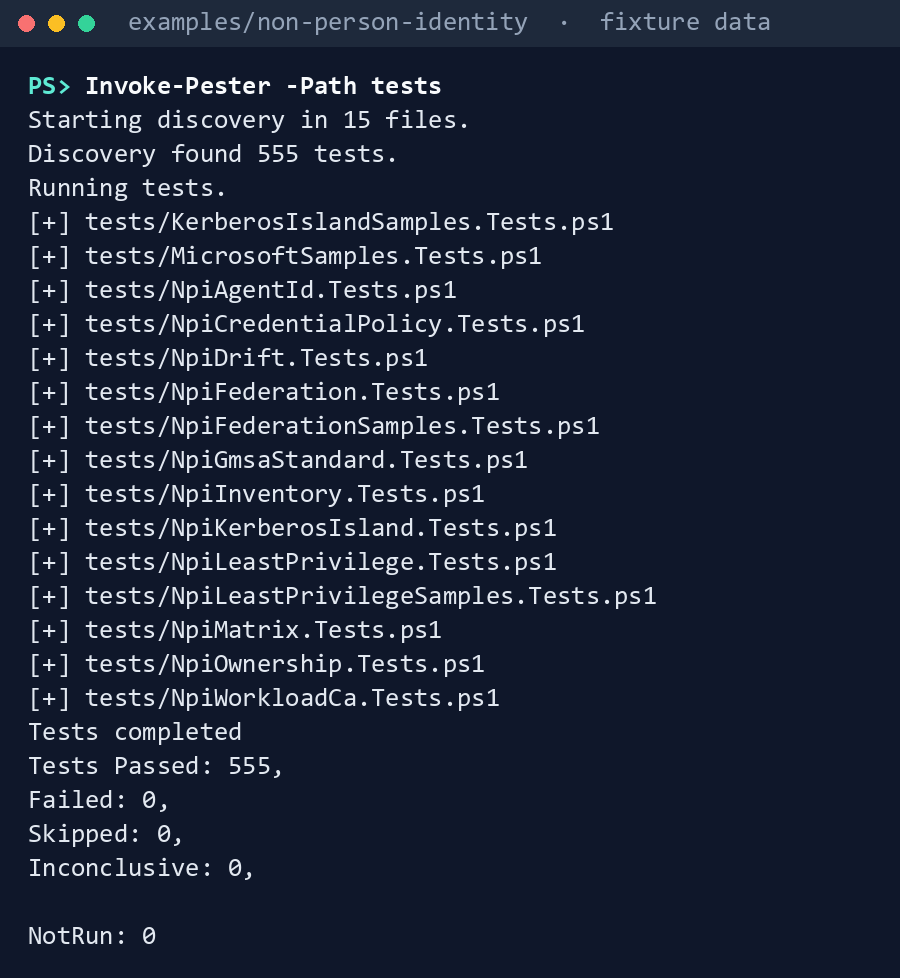 examples/non-person-identity · fixture data
PS> Invoke-Pester -Path tests
Starting discovery in 15 files.
Discovery found 555 tests.
Running tests.
[+] tests/KerberosIslandSamples.Tests.ps1
[+] tests/MicrosoftSamples.Tests.ps1
[+] tests/NpiAgentId.Tests.ps1
[+] tests/NpiCredentialPolicy.Tests.ps1
[+] tests/NpiDrift.Tests.ps1
[+] tests/NpiFederation.Tests.ps1
[+] tests/NpiFederationSamples.Tests.ps1
[+] tests/NpiGmsaStandard.Tests.ps1
[+] tests/NpiInventory.Tests.ps1
[+] tests/NpiKerberosIsland.Tests.ps1
[+] tests/NpiLeastPrivilege.Tests.ps1
[+] tests/NpiLeastPrivilegeSamples.Tests.ps1
[+] tests/NpiMatrix.Tests.ps1
[+] tests/NpiOwnership.Tests.ps1
[+] tests/NpiWorkloadCa.Tests.ps1
Tests completed
Tests Passed: 555,
Failed: 0,
Skipped: 0,
Inconclusive: 0,
NotRun: 0